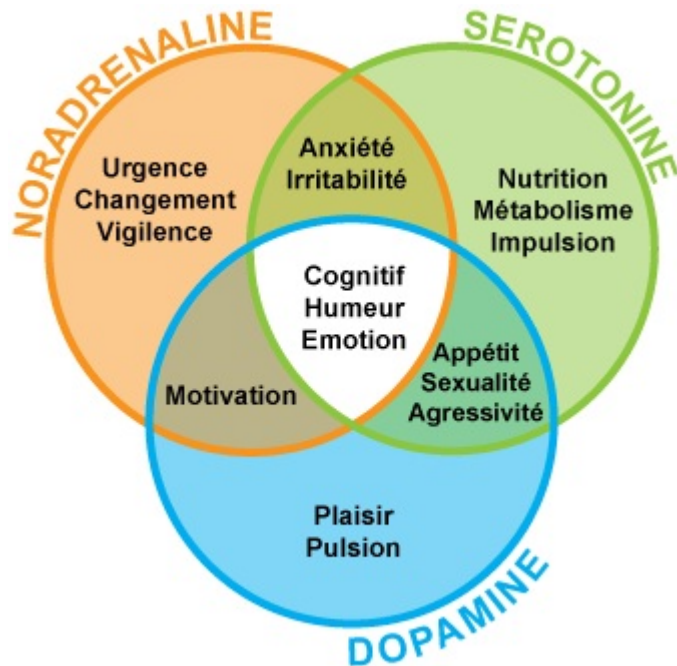 NORADRENALINE
SEROTONINE
Urgence
Changement
Vigilence
Anxiété
Irritabilité
Nutrition
Métabolisme
Impulsion
Cognitif
Humeur
Emotion
Motivation
Appétit
Sexualité
Agressivité
Plaisir
Pulsion
DOPAMINE